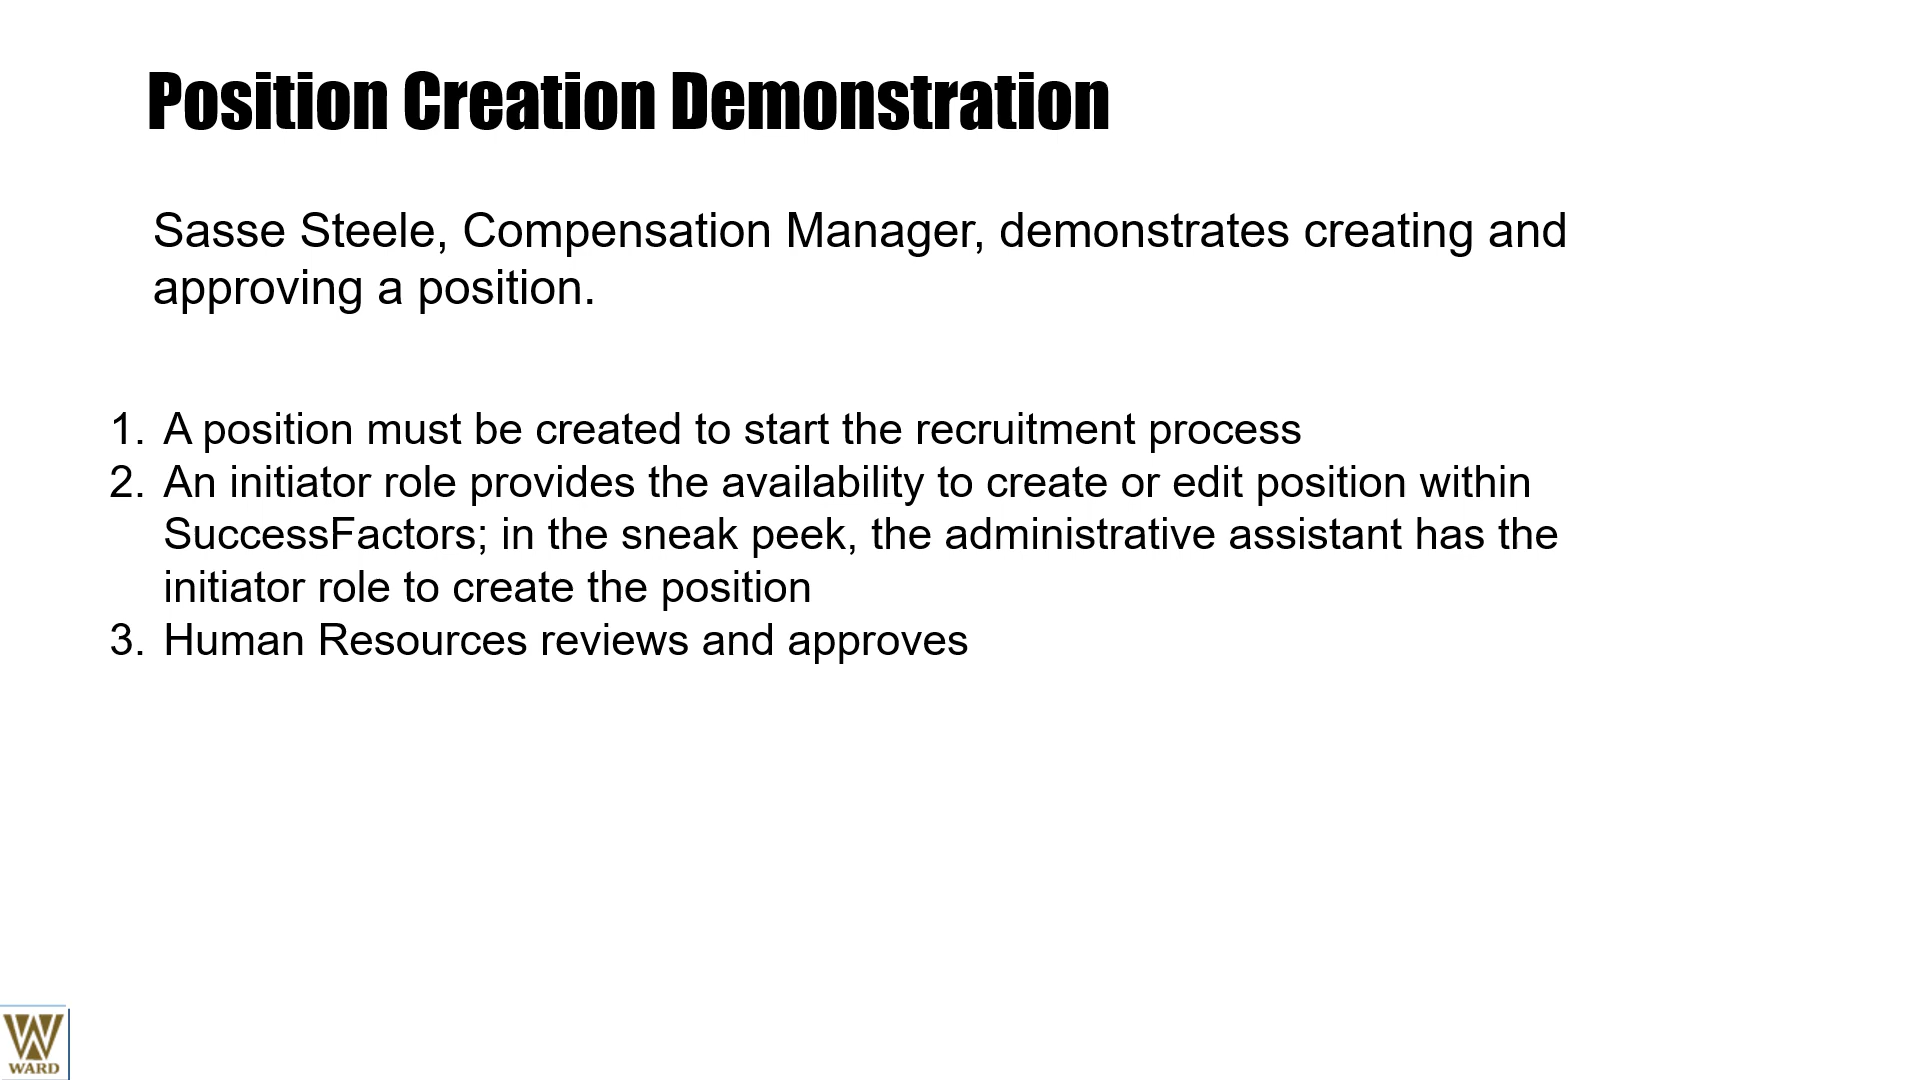 Position Creation Demonstration
Sasse Steele, Compensation Manager, demonstrates creating and
approving a position.
1. A position must be created to start the recruitment process
2. An initiator role provides the availability to create or edit position within
SuccessFactors; in the sneak peek, the administrative assistant has the
initiator role to create the position
3. Human Resources reviews and approves
W
WARD